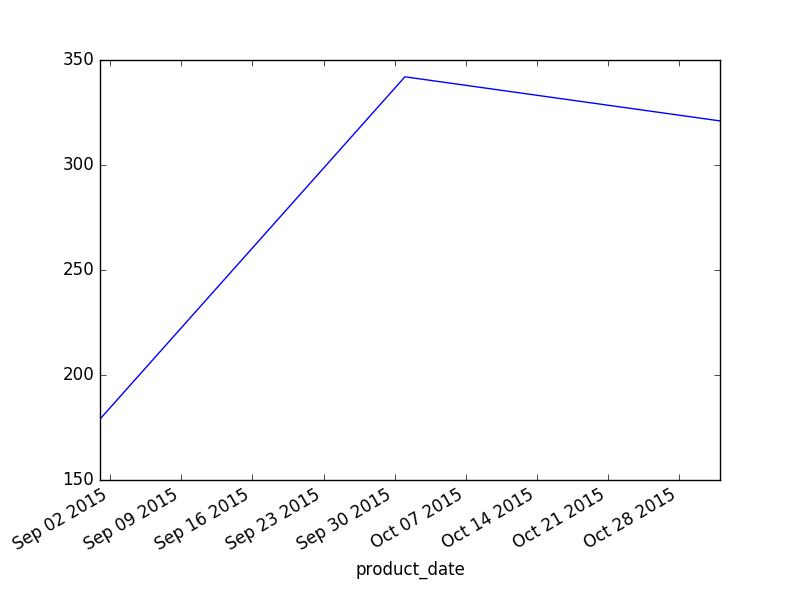 350
300
250
200
150
Sep 02 2015
Sep 09 2015
Sep 16 2015
Sep 23 2015
Sep 30 2015
Oct 07 2015
Oct 14 2015
Oct 21 2015
Oct 28 2015
product_date